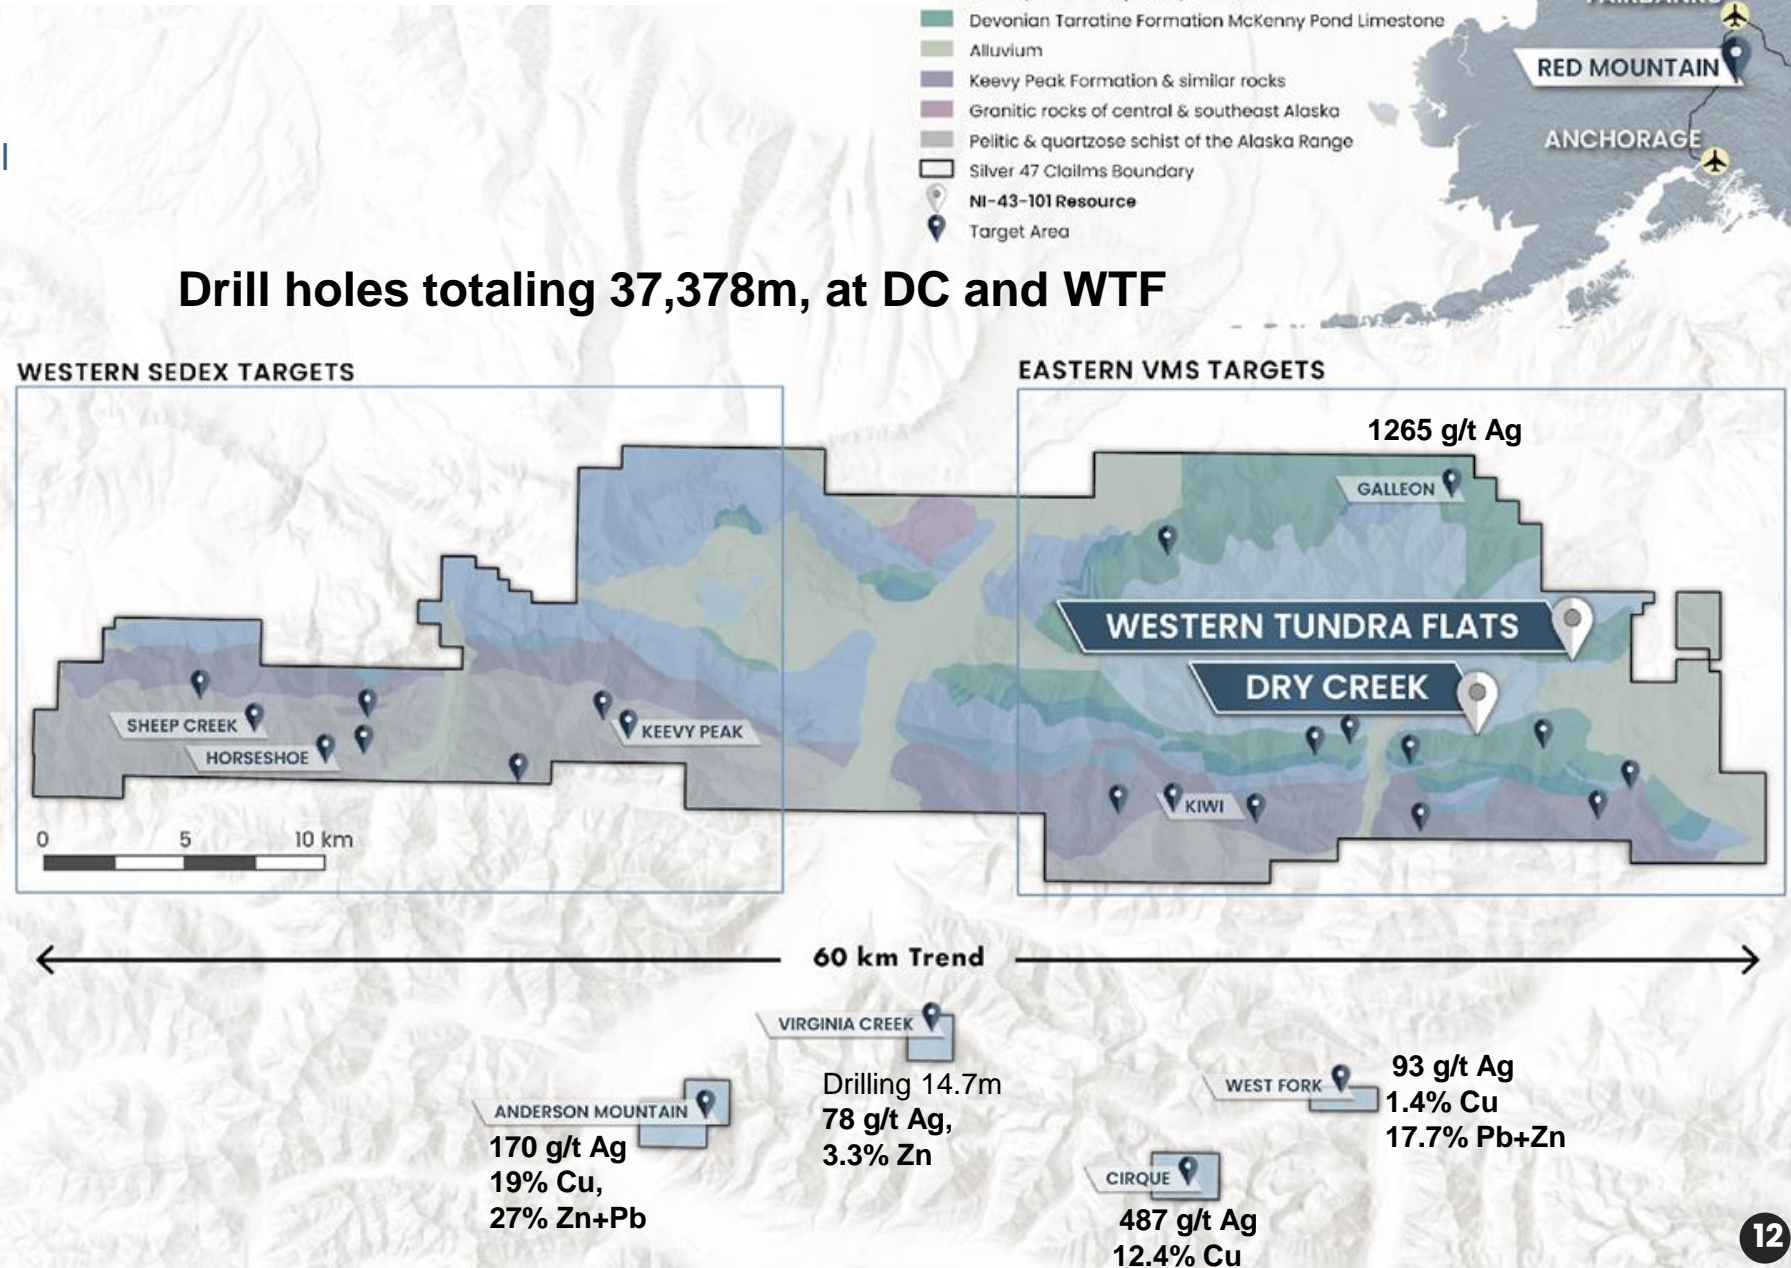 Devonian Tarratine Formation McKenny Pond Limestone
Alluvium
Keevy Peak Formation & similar rocks
Granitic rocks of central & southeast Alaska
Pelitic & quartzose schist of the Alaska Range
Silver 47 Clailms Boundary
NI-43-101 Resource
Target Area
FAIRBANKS
RED MOUNTAIN
ANCHORAGE
Drill holes totaling 37,378m, at DC and WTF
WESTERN SEDEX TARGETS
EASTERN VMS TARGETS
1265 g/t Ag
GALLEON
WESTERN TUNDRA FLATS
DRY CREEK
SHEEP CREEK
HORSESHOE
KEEVY PEAK
KIWI
0 5 10 km
60 km Trend
VIRGINIA CREEK
Drilling 14.7m
78 g/t Ag,
3.3% Zn
ANDERSON MOUNTAIN
170 g/t Ag
19% Cu,
27% Zn+Pb
WEST FORK
93 g/t Ag
1.4% Cu
17.7% Pb+Zn
CIRQUE
487 g/t Ag
12.4% Cu
12